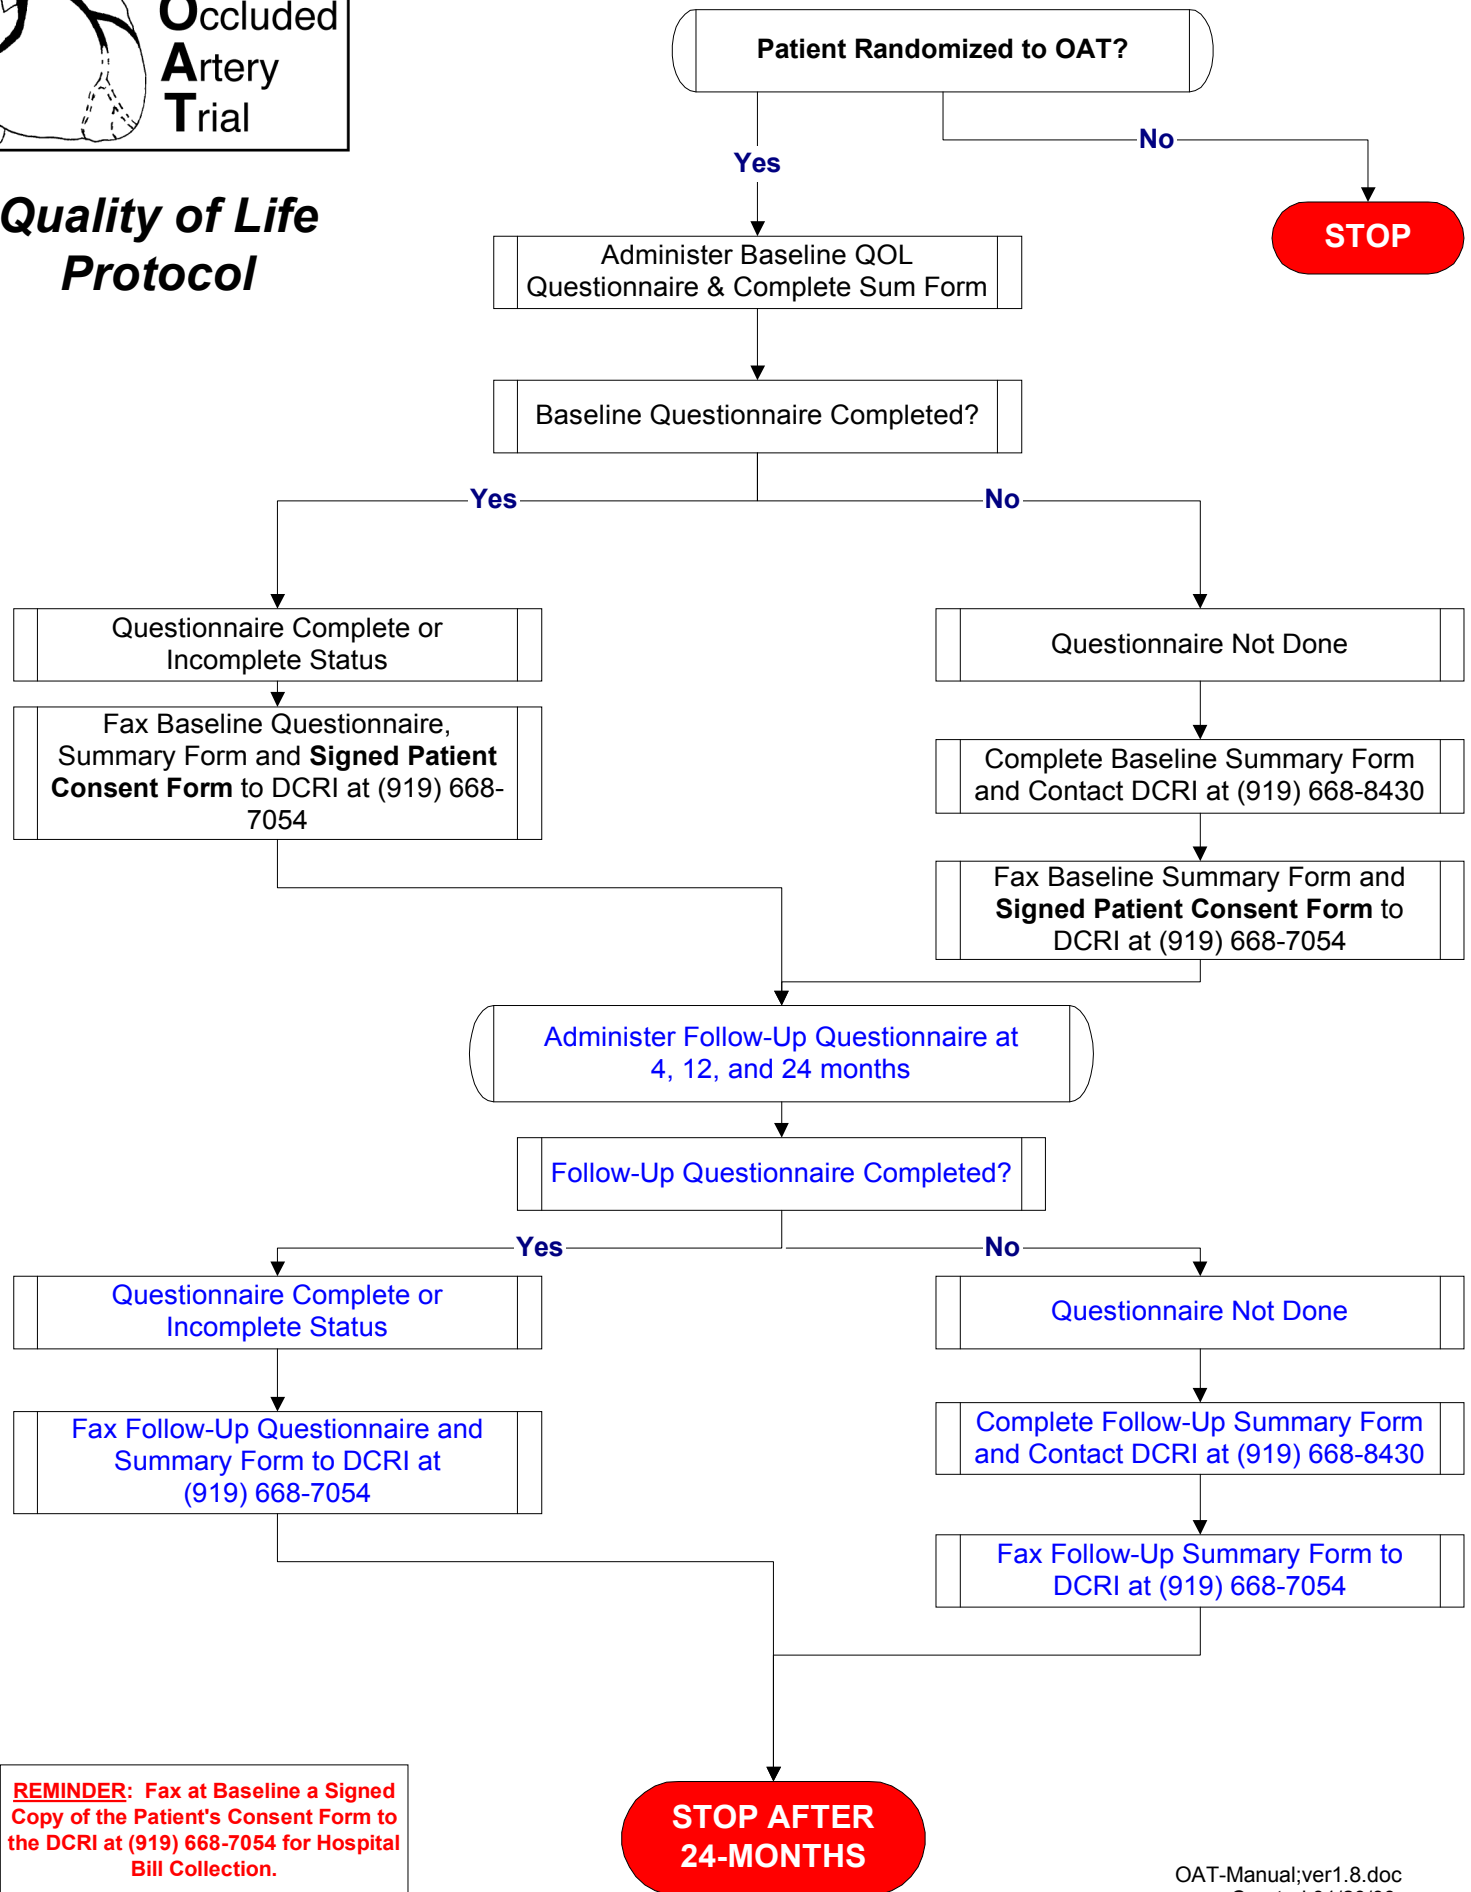 Occluded
Artery
Trial
Quality of Life
Protocol
Patient Randomized to OAT?
Yes
No
STOP
Administer Baseline QOL
Questionnaire & Complete Sum Form
Baseline Questionnaire Completed?
Yes
No
Questionnaire Complete or
Incomplete Status
Questionnaire Not Done
Fax Baseline Questionnaire,
Summary Form and Signed Patient
Consent Form to DCRI at (919) 668-
7054
Complete Baseline Summary Form
and Contact DCRI at (919) 668-8430
Fax Baseline Summary Form and
Signed Patient Consent Form to
DCRI at (919) 668-7054
Administer Follow-Up Questionnaire at
4, 12, and 24 months
Follow-Up Questionnaire Completed?
Yes
No
Questionnaire Complete or
Incomplete Status
Questionnaire Not Done
Fax Follow-Up Questionnaire and
Summary Form to DCRI at
(919) 668-7054
Complete Follow-Up Summary Form
and Contact DCRI at (919) 668-8430
Fax Follow-Up Summary Form to
DCRI at (919) 668-7054
REMINDER: Fax at Baseline a Signed
Copy of the Patient's Consent Form to
the DCRI at (919) 668-7054 for Hospital
Bill Collection.
STOP AFTER
24-MONTHS
OAT-Manual;ver1.8.doc